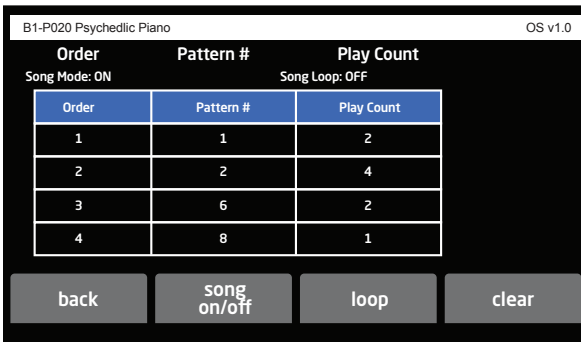 B1-P020 Psychedlic Piano OS v1.0
Order Pattern # Play Count
Song Mode: ON Song Loop: OFF
Order Pattern # Play Count
1 1 2
2 2 4
3 6 2
4 8 1
back song on/off loop clear